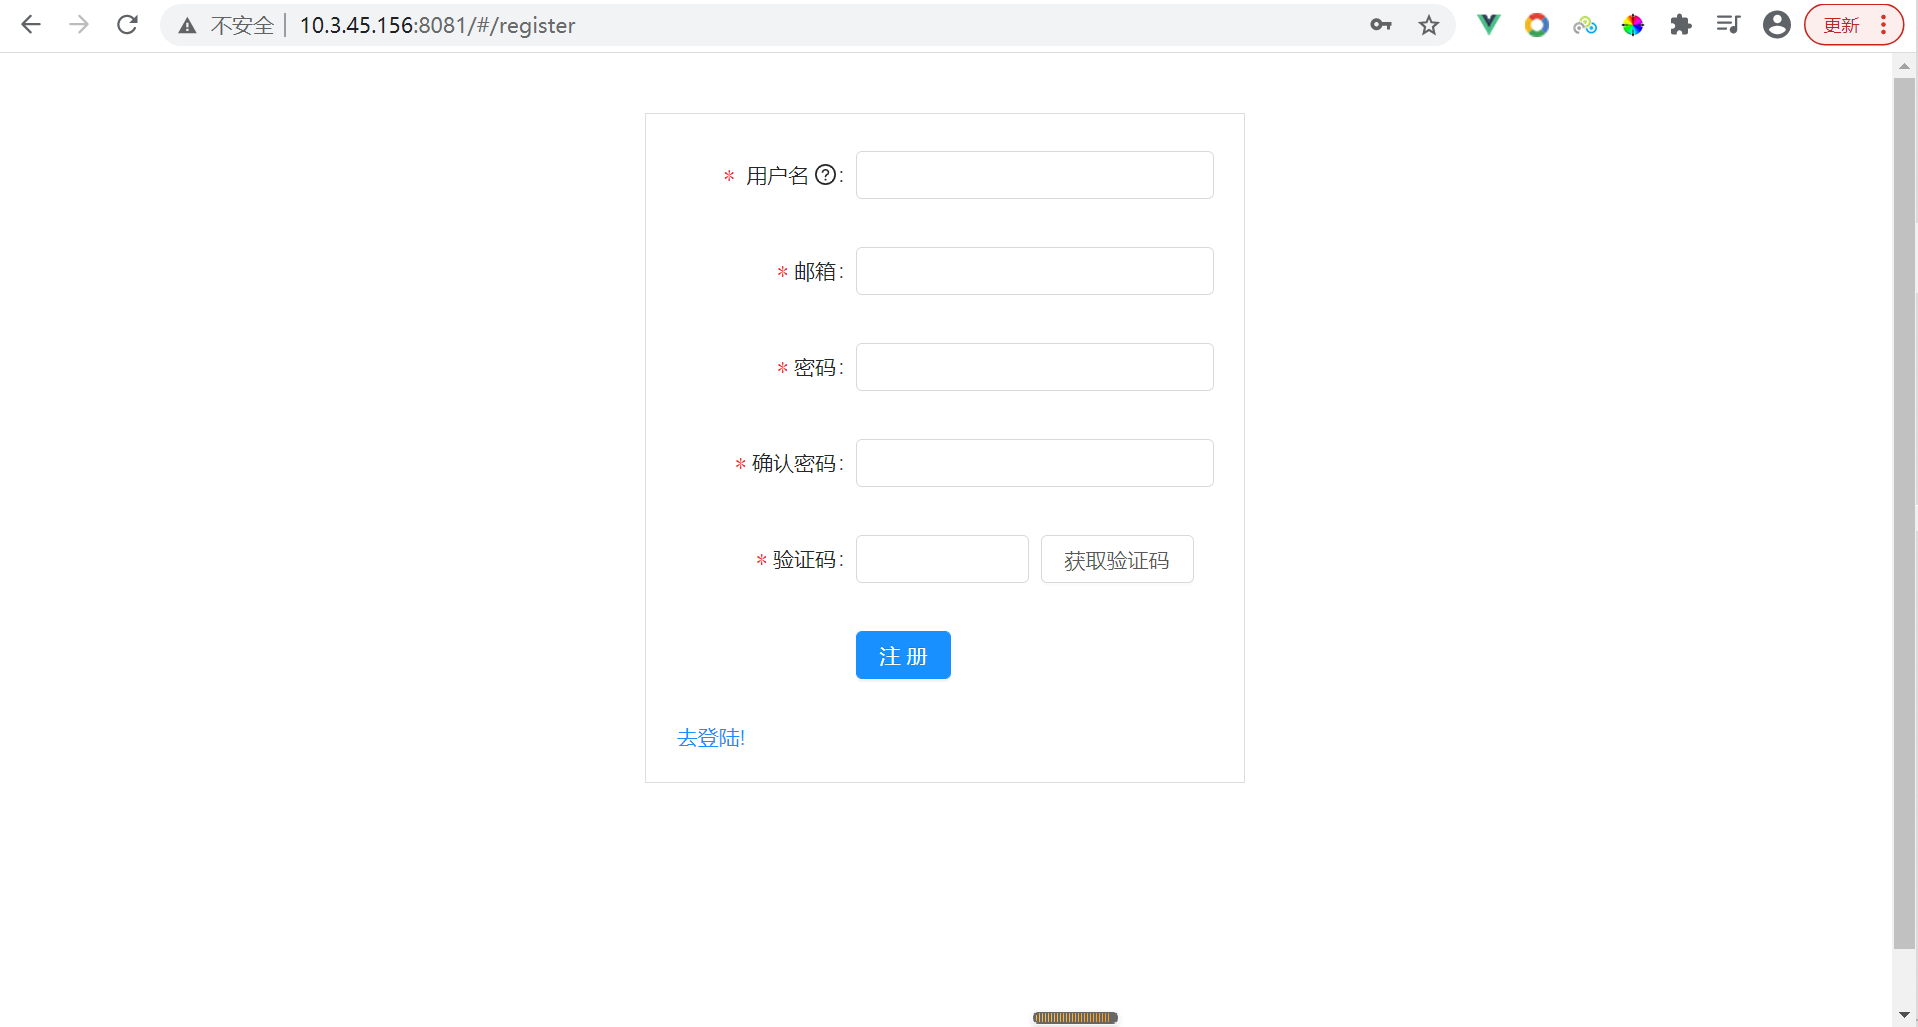 不安全 10.3.45.156:8081/#/register 更新
* 用户名 ? :
* 邮箱 :
* 密码 :
* 确认密码 :
* 验证码 : 获取验证码
注 册
去登陆!